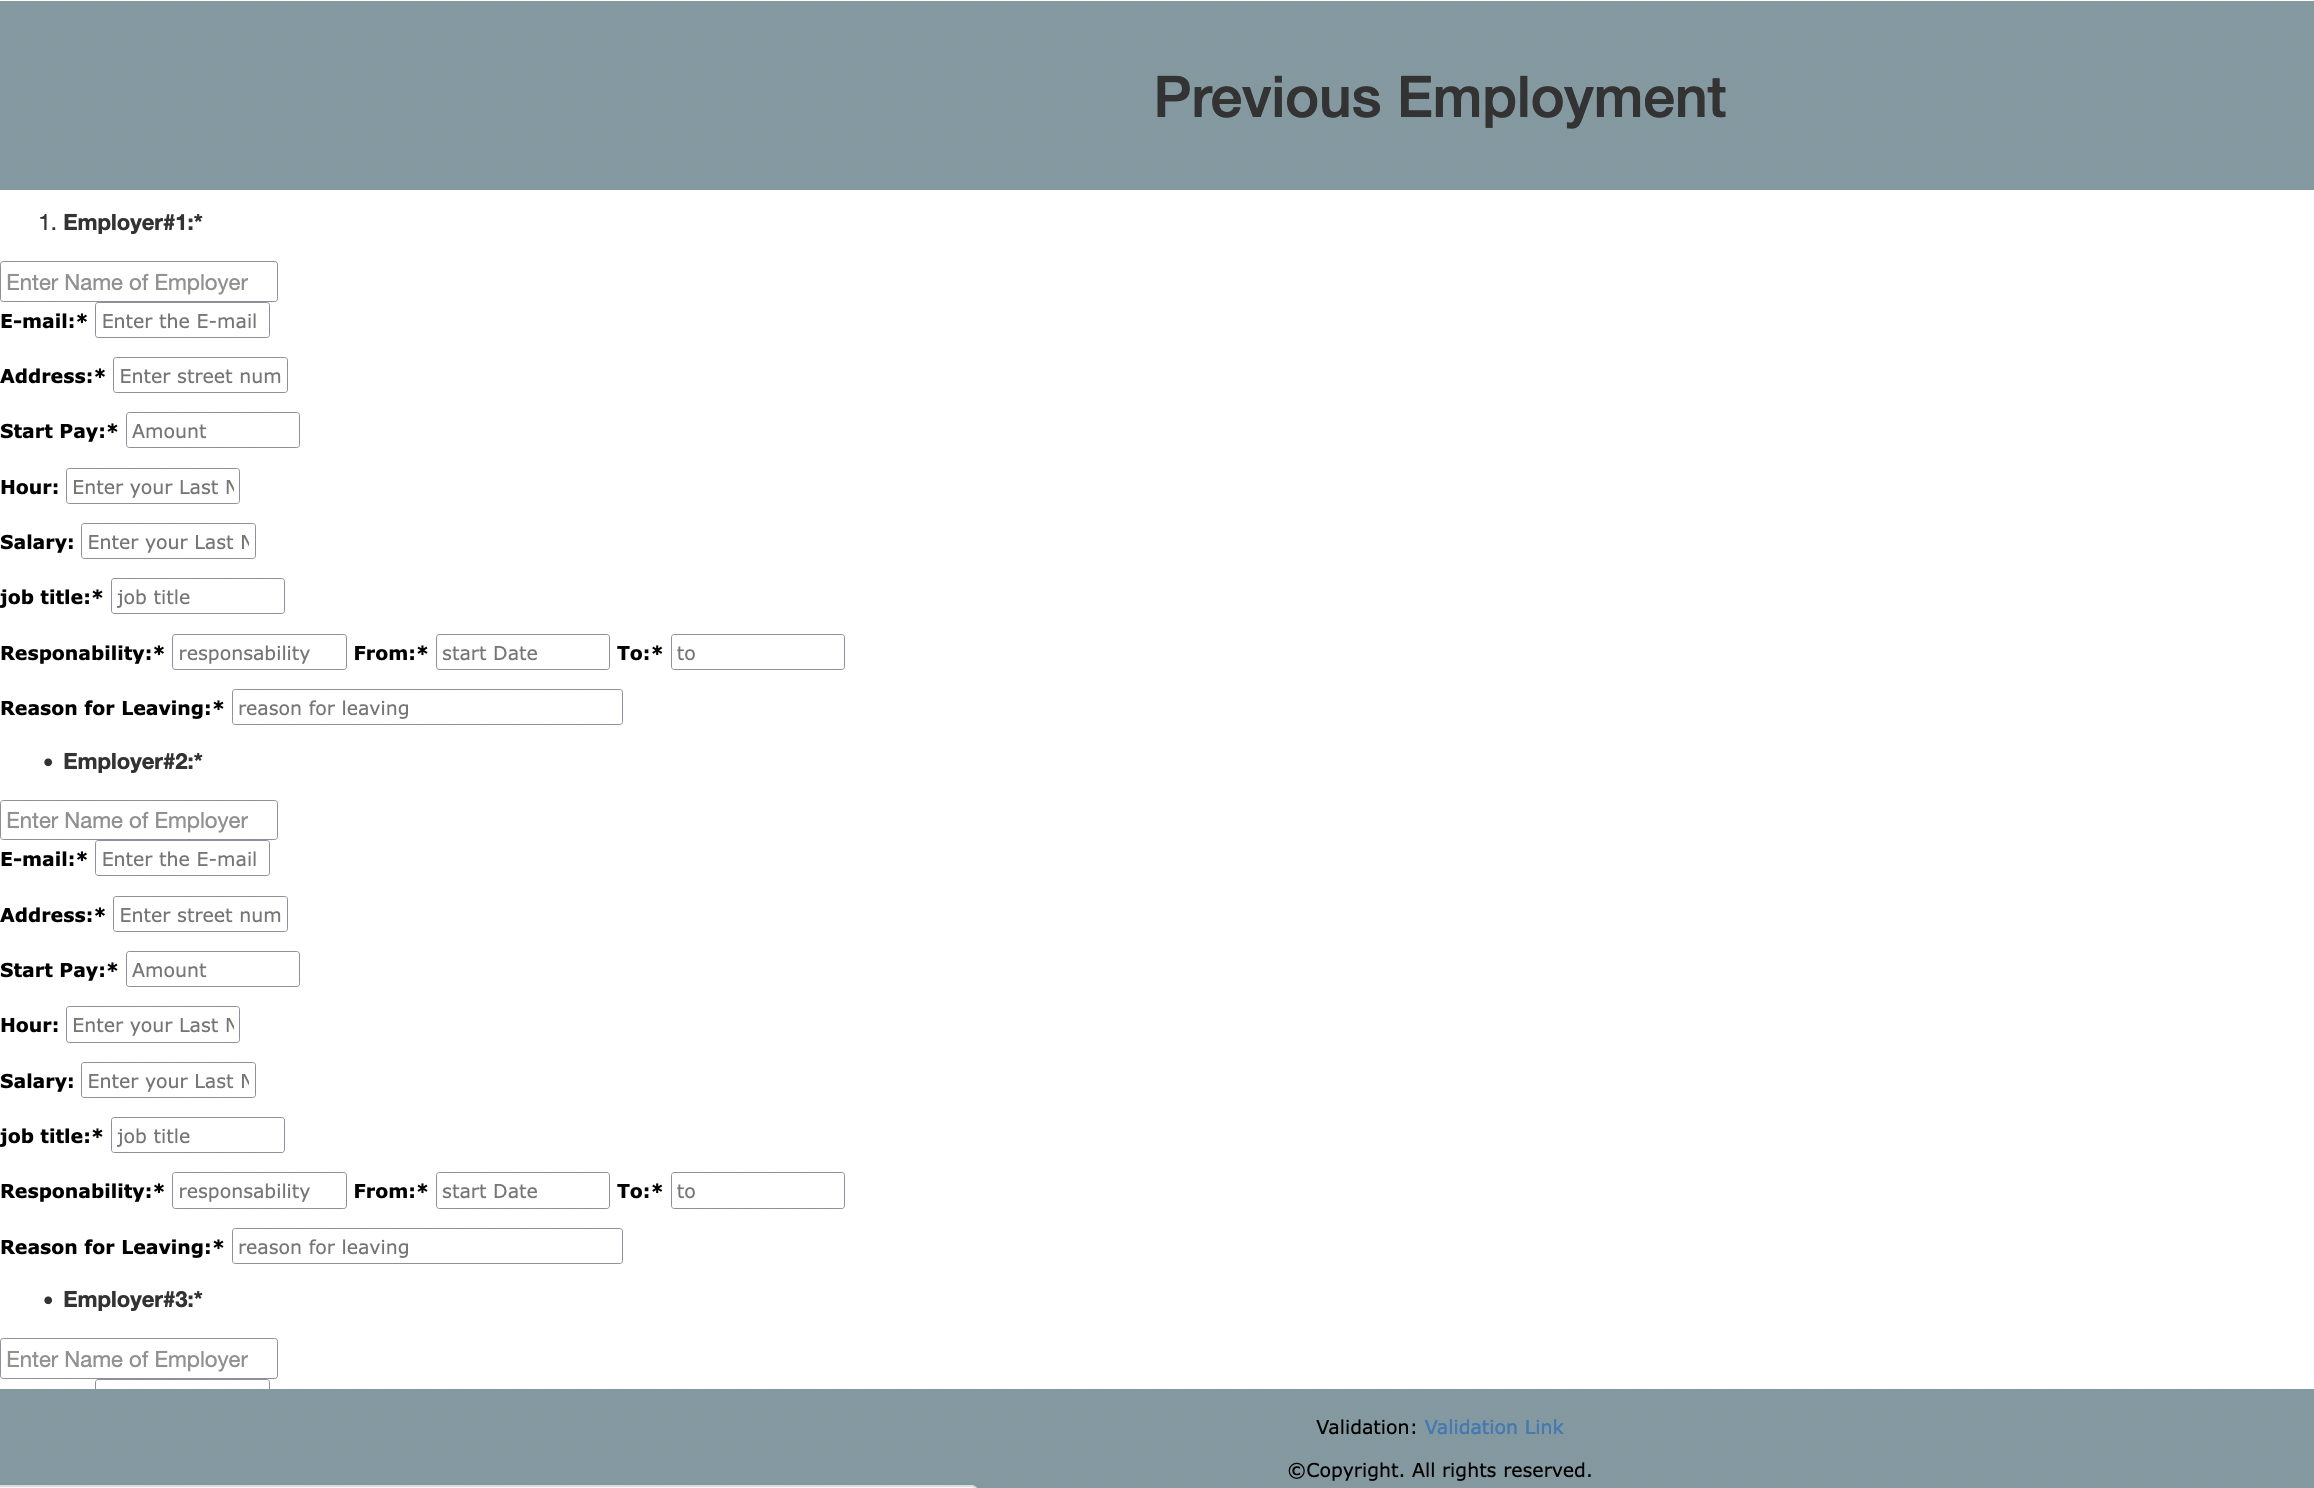 Previous Employment
1. Employer#1:*
Enter Name of Employer
E-mail:* Enter the E-mail
Address:* Enter street num
Start Pay:* Amount
Hour: Enter your Last N
Salary: Enter your Last N
job title:* job title
Responability:* responsability From:* start Date To:* to
Reason for Leaving:* reason for leaving
• Employer#2:*
Enter Name of Employer
E-mail:* Enter the E-mail
Address:* Enter street num
Start Pay:* Amount
Hour: Enter your Last N
Salary: Enter your Last N
job title:* job title
Responability:* responsability From:* start Date To:* to
Reason for Leaving:* reason for leaving
• Employer#3:*
Enter Name of Employer
Validation: Validation Link
©Copyright. All rights reserved.